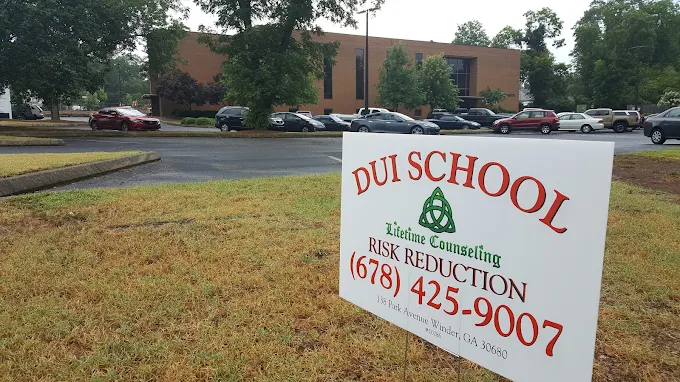 DUI SCHOOL
Lifetime Counseling
RISK REDUCTION
(678) 425-9007
138 Park Avenue Winder, GA 30680